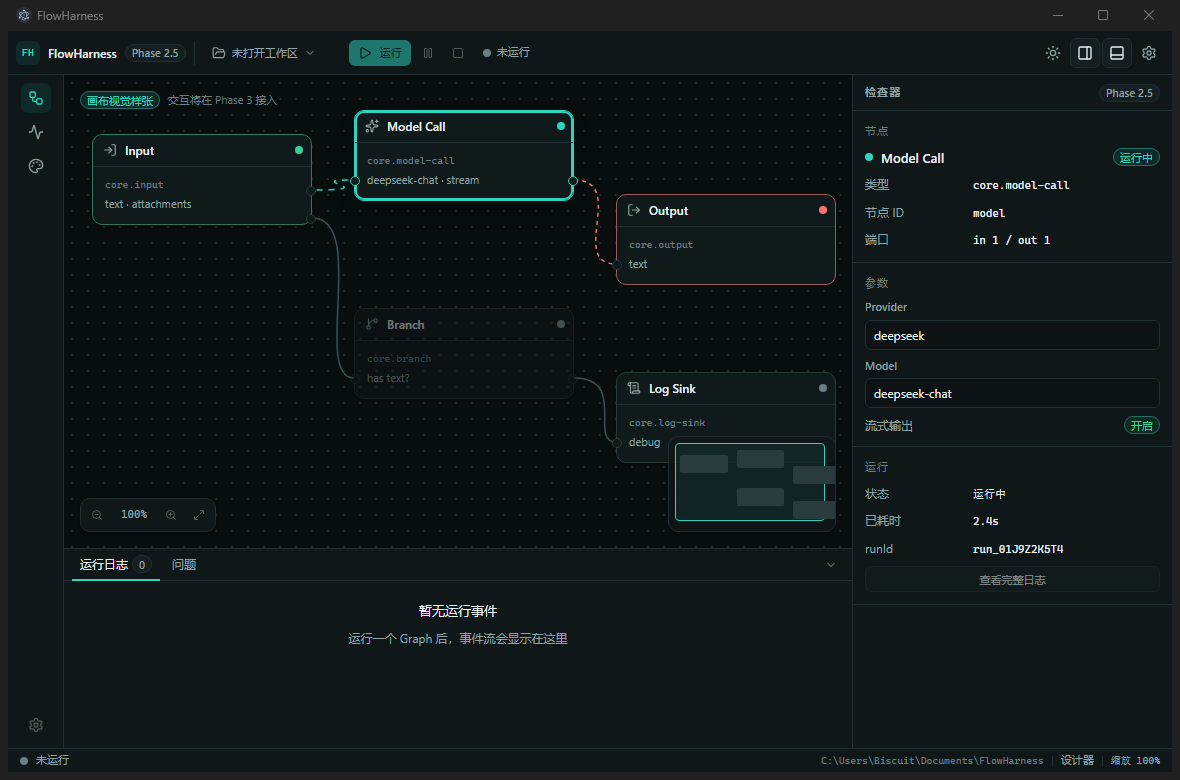 FlowHarness
FH FlowHarness Phase 2.5 未打开工作区 运行 未运行
画布视觉样张 交互将在 Phase 3 接入
Input
core.input
text · attachments
Model Call
core.model-call
deepseek-chat · stream
Output
core.output
text
Branch
core.branch
has text?
Log Sink
core.log-sink
debug
100%
运行日志 0 问题
暂无运行事件
运行一个 Graph 后，事件流会显示在这里
检查器 Phase 2.5
节点
Model Call 运行中
类型 core.model-call
节点 ID model
端口 in 1 / out 1
参数
Provider
deepseek
Model
deepseek-chat
流式输出 开启
运行
状态 运行中
已耗时 2.4s
runId run_01J9Z2K5T4
查看完整日志
未运行 C:\Users\Biscuit\Documents\FlowHarness 设计器 缩放 100%